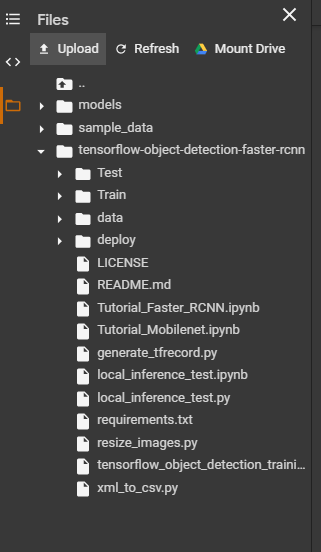 Files
Upload Refresh Mount Drive
..
models
sample_data
tensorflow-object-detection-faster-rcnn
Test
Train
data
deploy
LICENSE
README.md
Tutorial_Faster_RCNN.ipynb
Tutorial_Mobilenet.ipynb
generate_tfrecord.py
local_inference_test.ipynb
local_inference_test.py
requirements.txt
resize_images.py
tensorflow_object_detection_traini...
xml_to_csv.py